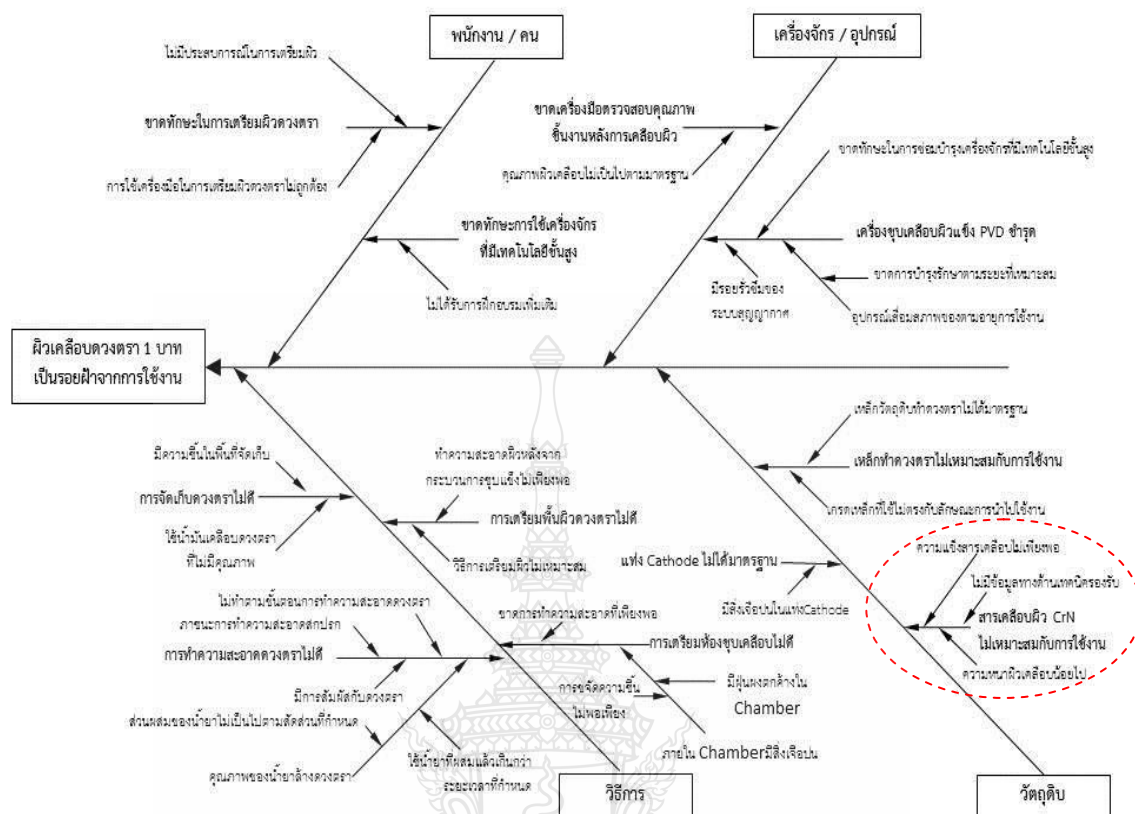 พนักงาน / คน
เครื่องจักร / อุปกรณ์
ไม่มีประสบการณ์ในการเตรียมผิว
ขาดทักษะในการเตรียมผิวดวงตรา
การใช้เครื่องมือในการเตรียมผิวดวงตราไม่ถูกต้อง
ขาดทักษะการใช้เครื่องจักร
ที่มีเทคโนโลยีชั้นสูง
ไม่ได้รับการฝึกอบรมเพิ่มเติม
ขาดเครื่องมือตรวจสอบคุณภาพ
ชิ้นงานหลังการเคลือบผิว
คุณภาพผิวเคลือบไม่เป็นไปตามมาตรฐาน
ขาดทักษะในการซ่อมบำรุงเครื่องจักรที่มีเทคโนโลยีชั้นสูง
เครื่องชุบเคลือบผิวแข็ง PVD ชำรุด
ขาดการบำรุงรักษาตามระยะที่เหมาะสม
มีรอยรั่วซึมของ
ระบบสุญญากาศ
อุปกรณ์เสื่อมสภาพของตามอายุการใช้งาน
ผิวเคลือบดวงตรา 1 บาท
เป็นรอยฝ้าจากการใช้งาน
มีความชื้นในพื้นที่จัดเก็บ
การจัดเก็บดวงตราไม่ดี
ใช้น้ำมันเคลือบดวงตรา
ที่ไม่มีคุณภาพ
ทำความสะอาดผิวหลังจาก
กระบวนการชุบแข็งไม่เพียงพอ
การเตรียมพื้นผิวดวงตราไม่ดี
วิธีการเตรียมผิวไม่เหมาะสม
ไม่ทำตามขั้นตอนการทำความสะอาดดวงตรา
ภาชนะการทำความสะอาดสกปรก
การทำความสะอาดดวงตราไม่ดี
มีการสัมผัสกับดวงตรา
ส่วนผสมของน้ำยาไม่เป็นไปตามสัดส่วนที่กำหนด
คุณภาพของน้ำยาล้างดวงตรา
ใช้น้ำยาที่ผสมแล้วเกินกว่า
ระยะเวลาที่กำหนด
ขาดการทำความสะอาดที่เพียงพอ
การเตรียมห้องชุบเคลือบไม่ดี
การขจัดความชื้น
ไม่พอเพียง
มีฝุ่นผงตกค้างใน
Chamber
ภายใน Chamberมีสิ่งเจือปน
วิธีการ
เหล็กวัตถุดิบทำดวงตราไม่ได้มาตรฐาน
เหล็กทำดวงตราไม่เหมาะสมกับการใช้งาน
เกรดเหล็กที่ใช้ไม่ตรงกับลักษณะการนำไปใช้งาน
แท่ง Cathode ไม่ได้มาตรฐาน
มีสิ่งเจือปนในแท่งCathode
ความแข็งสารเคลือบไม่เพียงพอ
ไม่มีข้อมูลทางด้านเทคนิครองรับ
สารเคลือบผิว CrN
ไม่เหมาะสมกับการใช้งาน
ความหนาผิวเคลือบน้อยไป
วัตถุดิบ